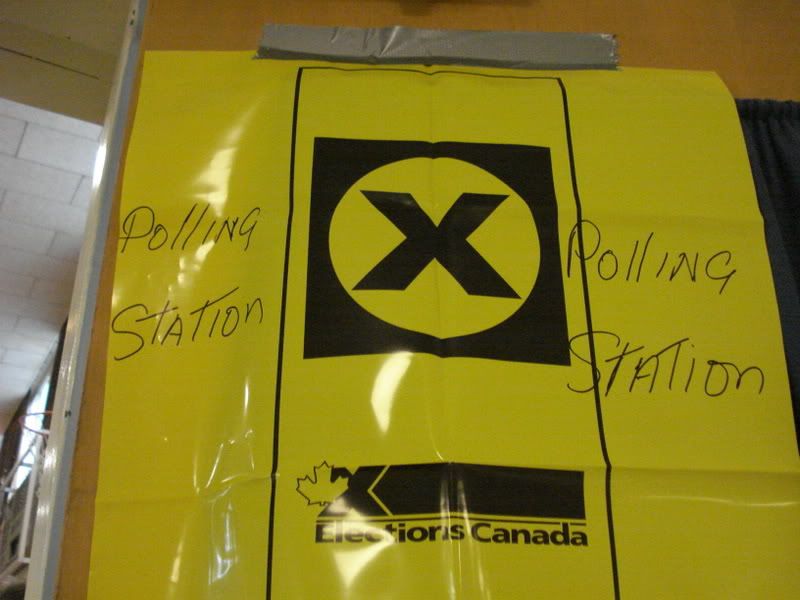 Polling
Station
X
Polling
Station
Elections Canada